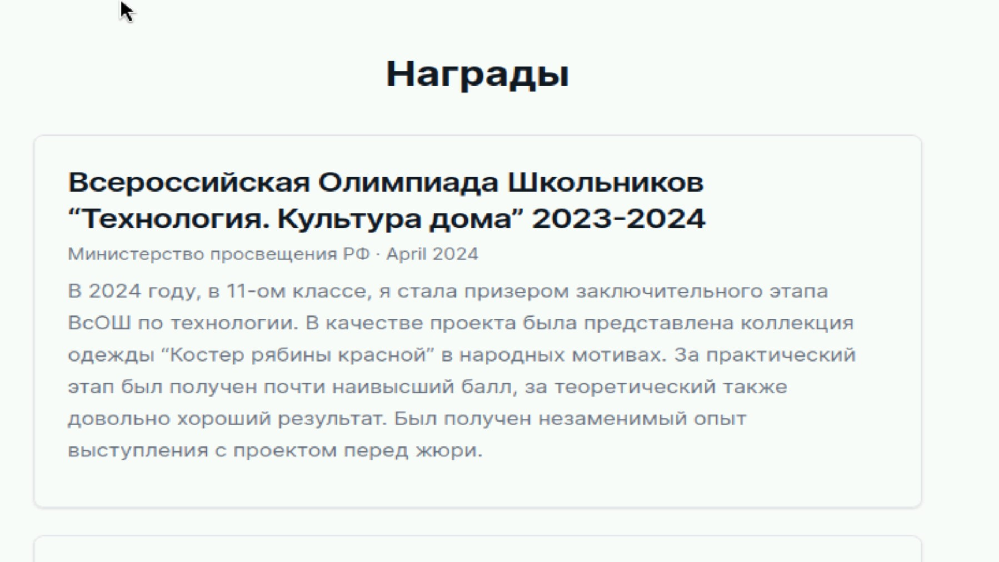 Награды
Всероссийская Олимпиада Школьников
“Технология. Культура дома” 2023-2024
Министерство просвещения РФ · April 2024
В 2024 году, в 11-ом классе, я стала призером заключительного этапа
ВсОШ по технологии. В качестве проекта была представлена коллекция
одежды “Костер рябины красной” в народных мотивах. За практический
этап был получен почти наивысший балл, за теоретический также
довольно хороший результат. Был получен незаменимый опыт
выступления с проектом перед жюри.